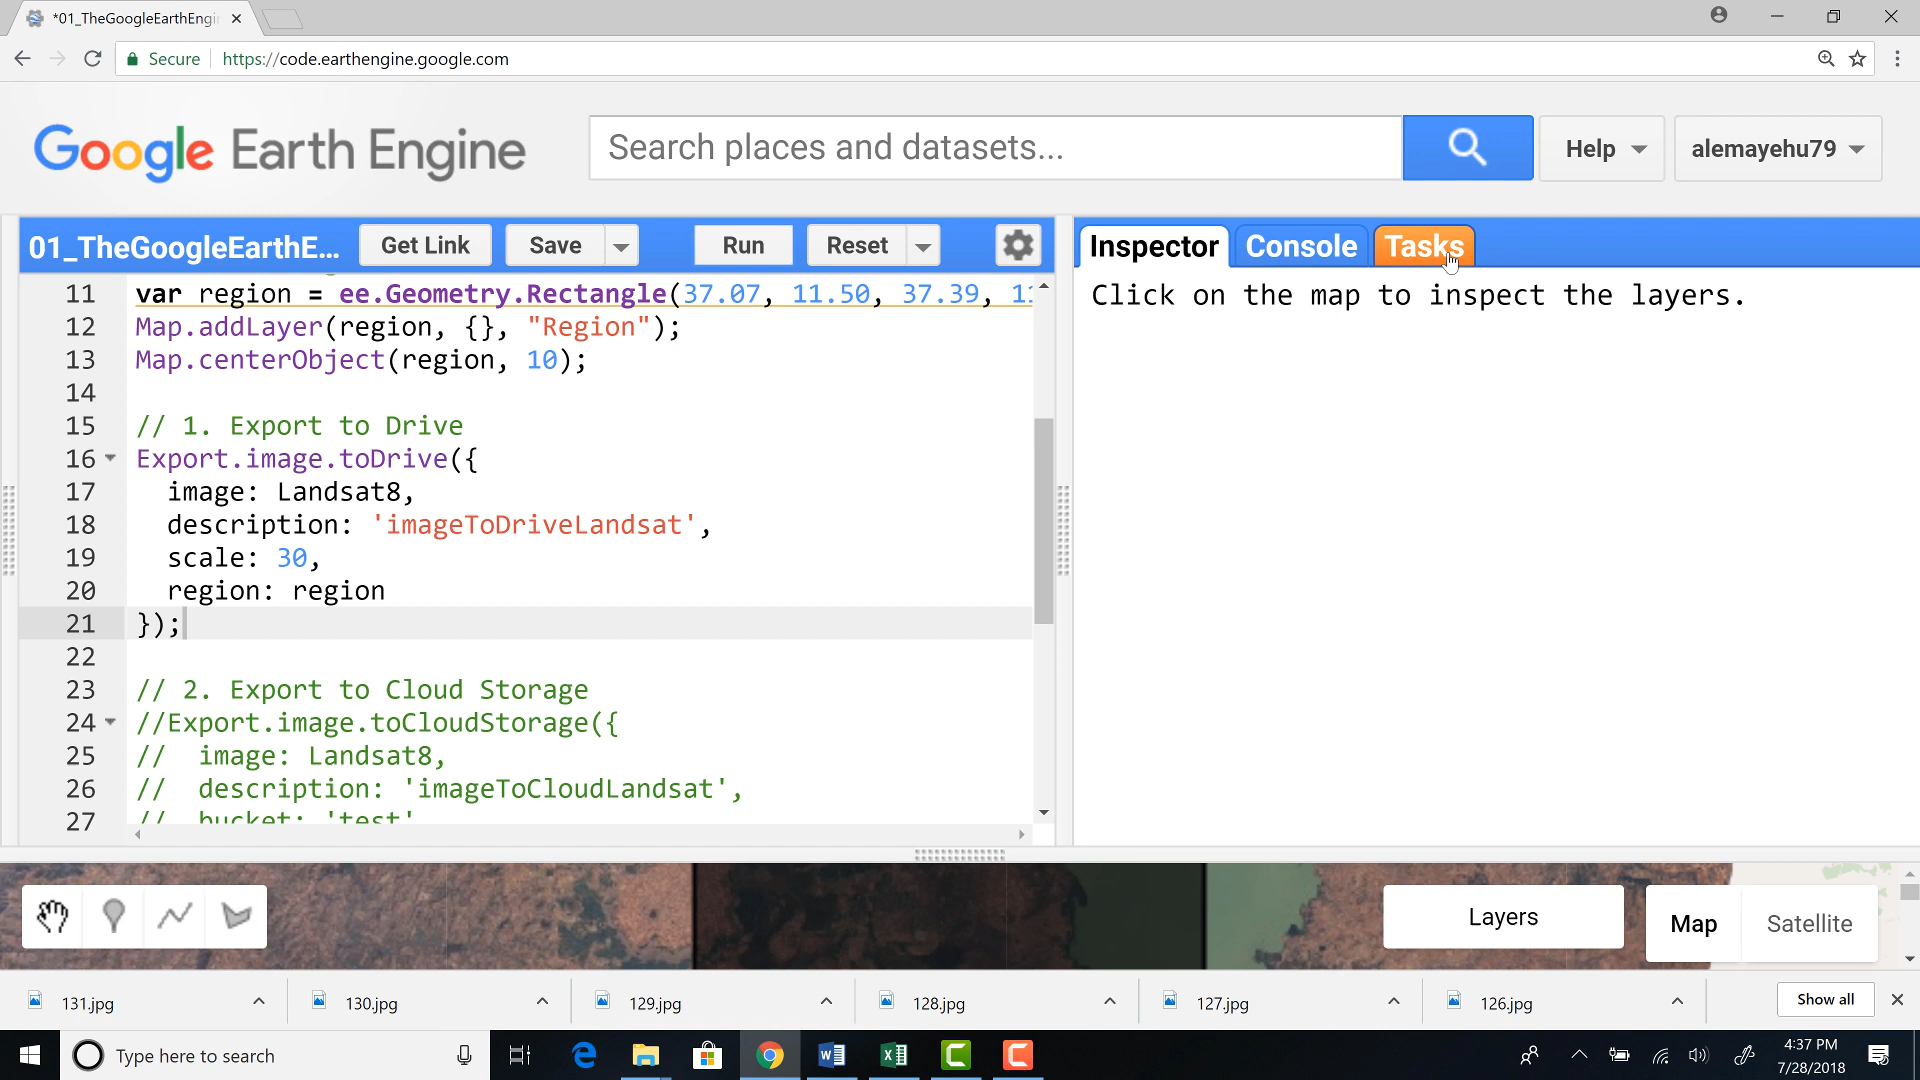 *01_TheGoogleEarthEngi
Secure https://code.earthengine.google.com
Google Earth Engine
Search places and datasets...
Help
alemayehu79
01_TheGoogleEarthE...
Get Link
Save
Run
Reset
Inspector
Console
Tasks
11 var region = ee.Geometry.Rectangle(37.07, 11.50, 37.39, 1
12 Map.addLayer(region, {}, "Region");
13 Map.centerObject(region, 10);
14
15 // 1. Export to Drive
16 Export.image.toDrive({
17 image: Landsat8,
18 description: 'imageToDriveLandsat',
19 scale: 30,
20 region: region
21 });
22
23 // 2. Export to Cloud Storage
24 //Export.image.toCloudStorage({
25 // image: Landsat8,
26 // description: 'imageToCloudLandsat',
27 // bucket: 'test'
Click on the map to inspect the layers.
Layers
Map
Satellite
131.jpg
130.jpg
129.jpg
128.jpg
127.jpg
126.jpg
Show all
Type here to search
4:37 PM
7/28/2018